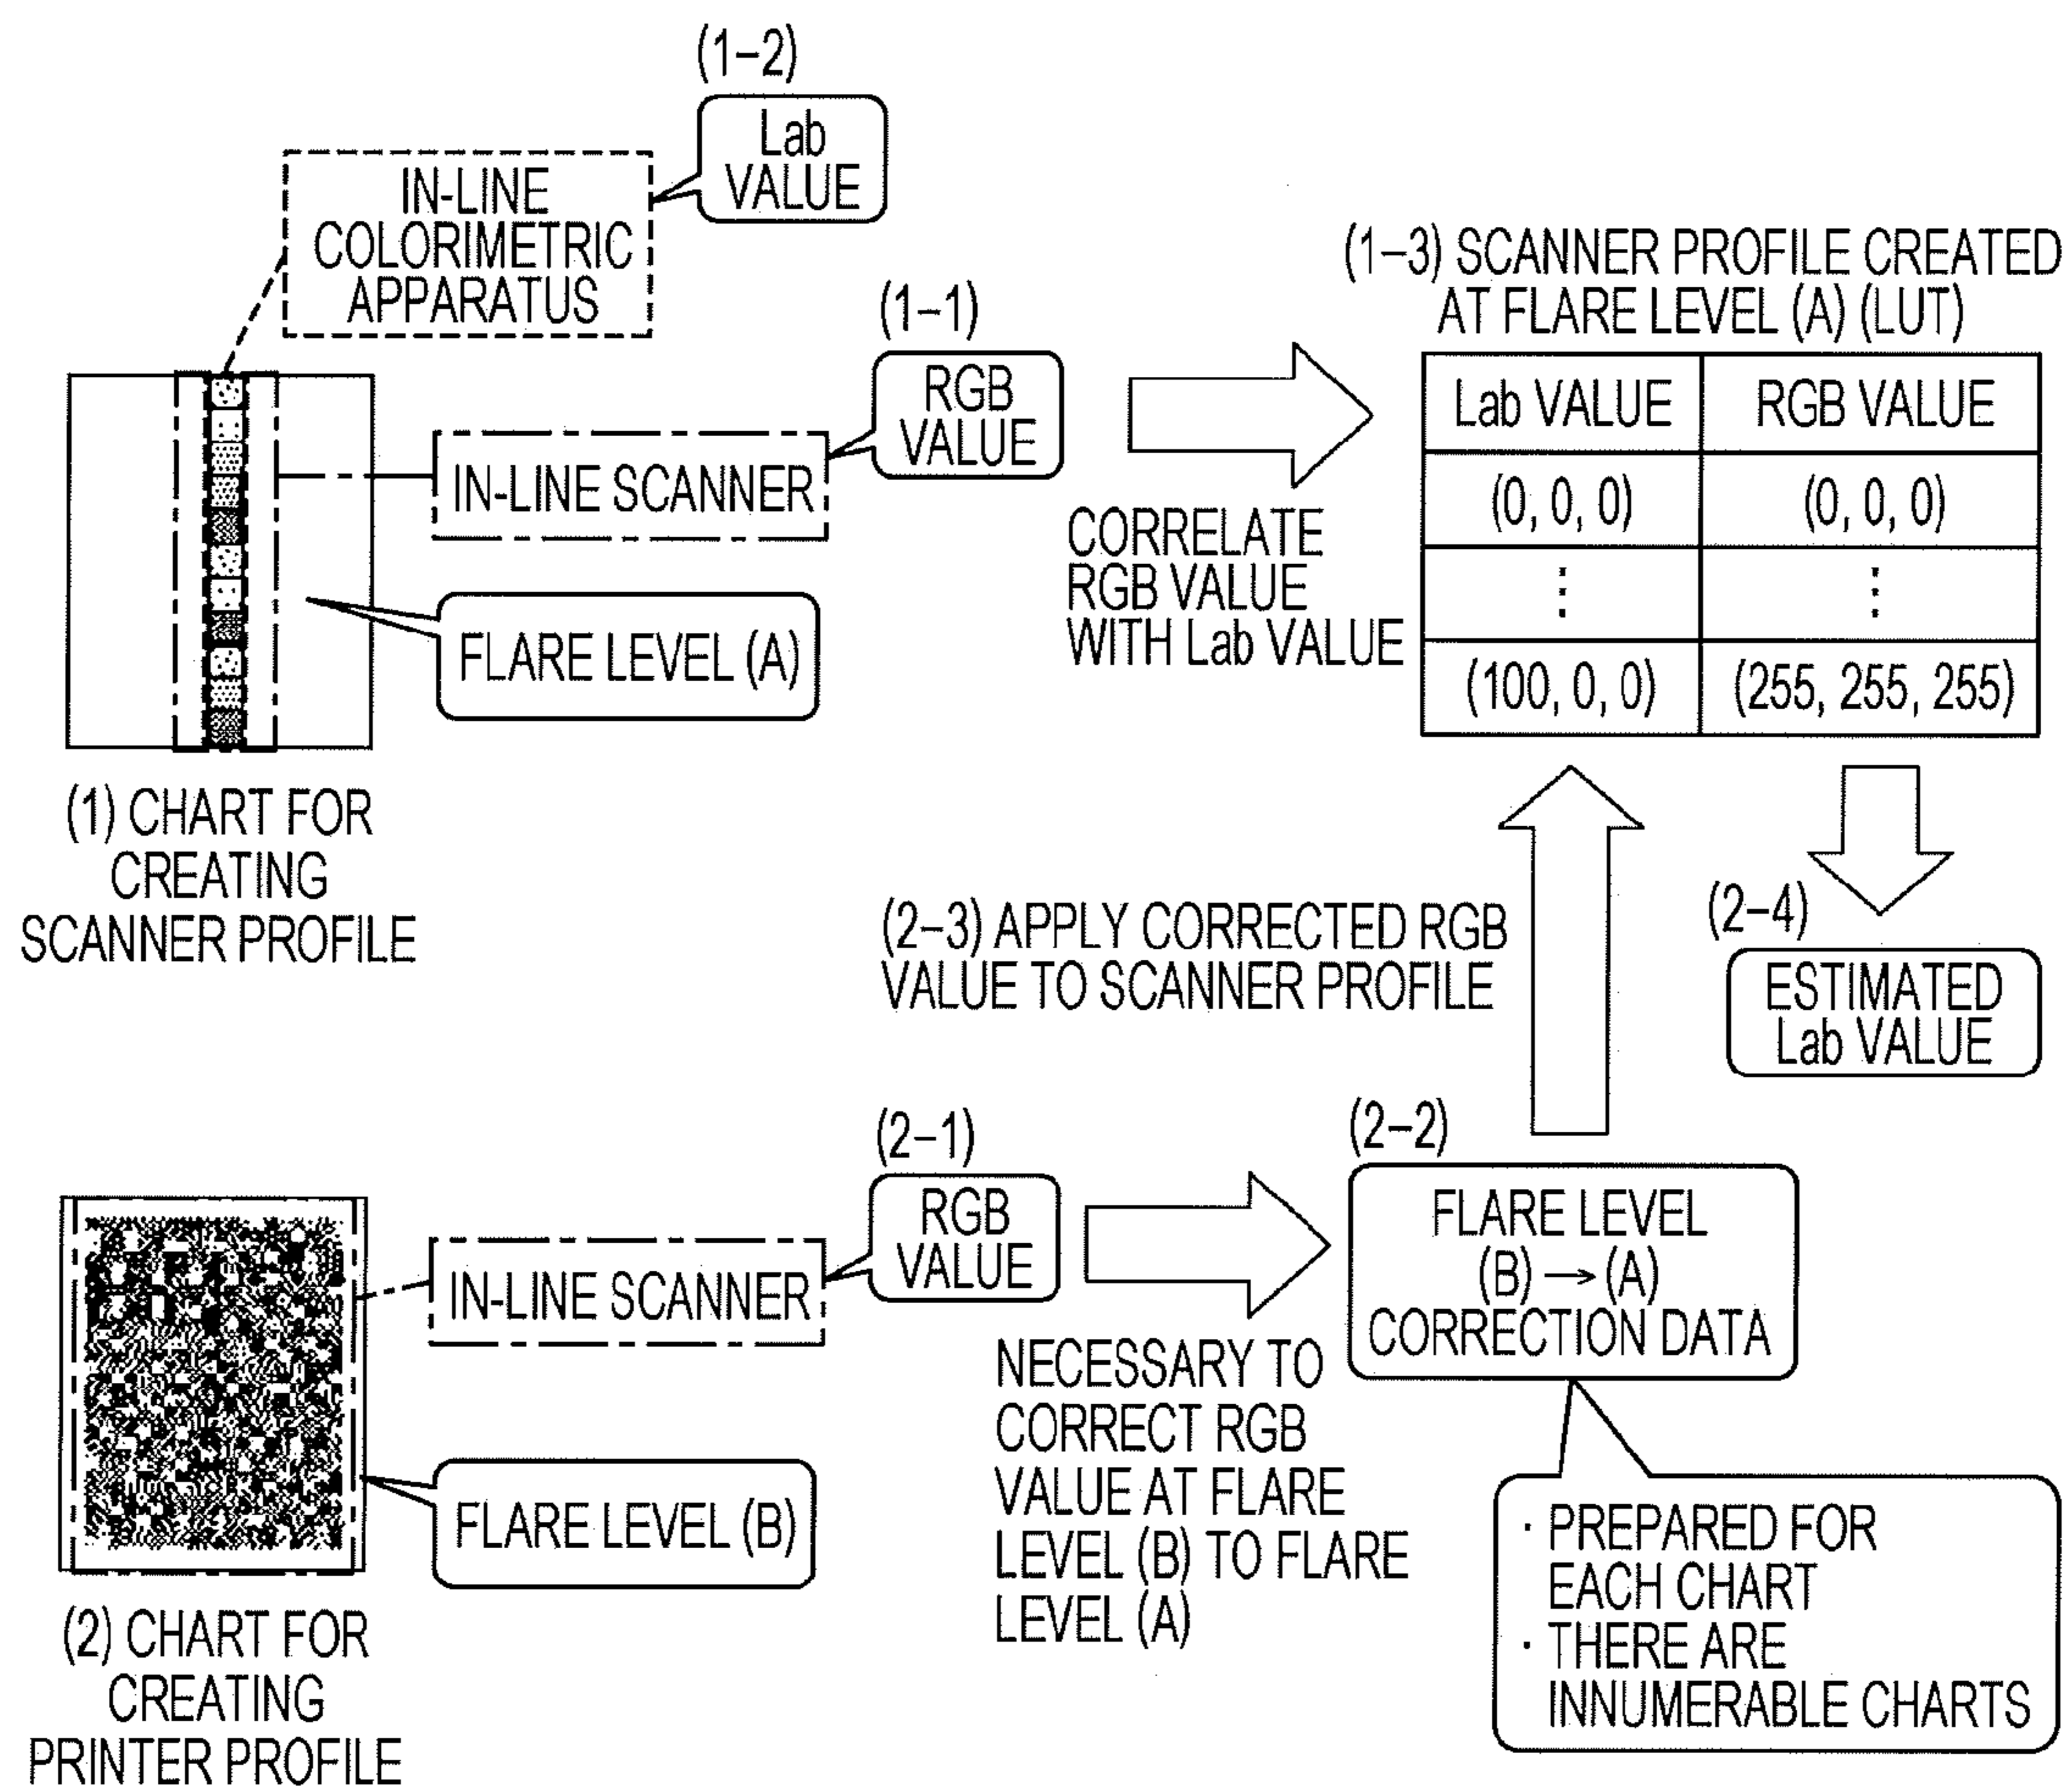 (1–2)
Lab
VALUE
IN-LINE
COLORIMETRIC
APPARATUS
(1–1)
RGB
VALUE
IN-LINE SCANNER
FLARE LEVEL (A)
(1) CHART FOR
CREATING
SCANNER PROFILE
CORRELATE
RGB VALUE
WITH Lab VALUE
(1–3) SCANNER PROFILE CREATED
AT FLARE LEVEL (A) (LUT)
Lab VALUE RGB VALUE
(0, 0, 0) (0, 0, 0)
⋮ ⋮
(100, 0, 0) (255, 255, 255)
(2–3) APPLY CORRECTED RGB
VALUE TO SCANNER PROFILE
(2–4)
ESTIMATED
Lab VALUE
(2–1)
RGB
VALUE
IN-LINE SCANNER
FLARE LEVEL (B)
(2) CHART FOR
CREATING
PRINTER PROFILE
NECESSARY TO
CORRECT RGB
VALUE AT FLARE
LEVEL (B) TO FLARE
LEVEL (A)
(2–2)
FLARE LEVEL
(B) → (A)
CORRECTION DATA
· PREPARED FOR
EACH CHART
· THERE ARE
INNUMERABLE CHARTS